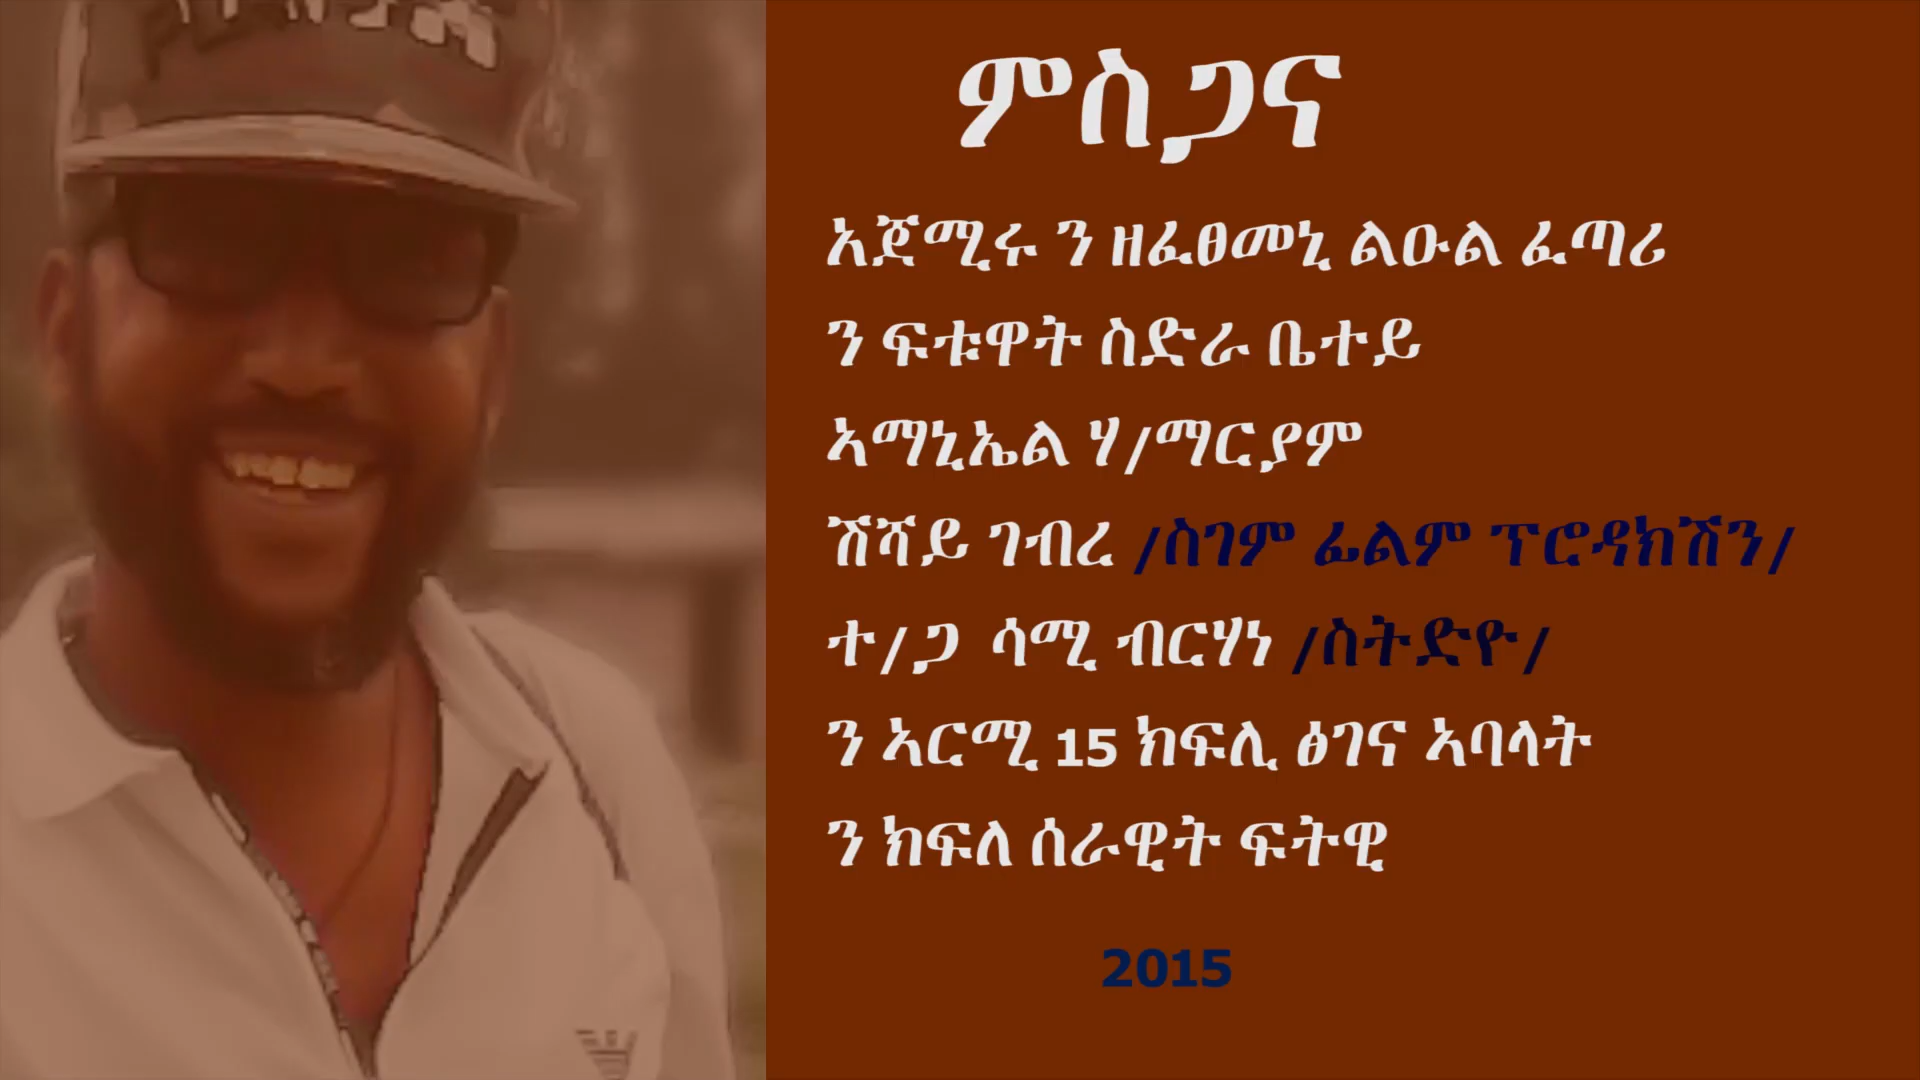 ምስጋና
አጀሚሩ ን ዘፈፀመኒ ልዑል ፈጣሪ
ን ፍቱዋት ስድራ ቤተይ
ኣማኒኤል ሃ/ማርያም
ሽሻይ ገብረ /ስገም ፊልም ፕሮዳክሽን/
ተ/ጋ ሳሚ ብርሃነ /ስትድዮ/
ን ኣርሚ 15 ክፍሊ ፅገና ኣባላት
ን ክፍለ ሰራዊት ፍትዊ
2015